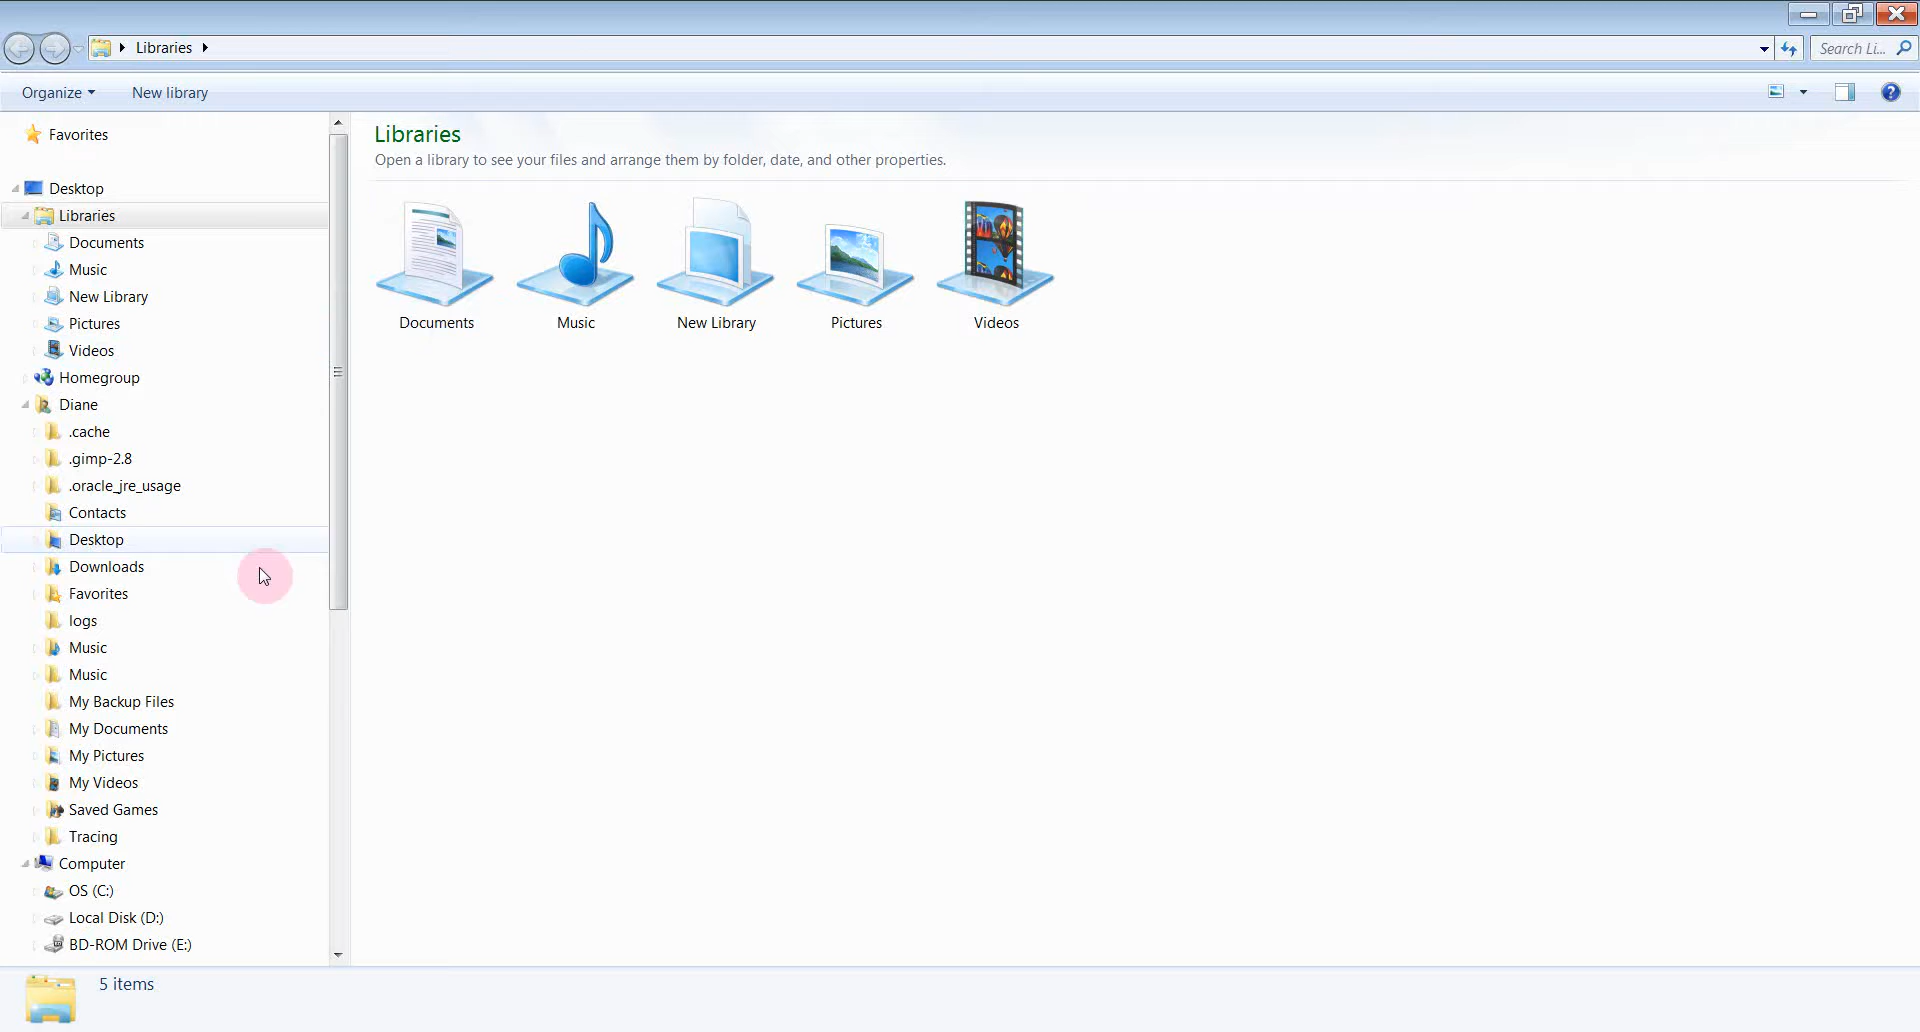 Libraries
Search Li...
Organize
New library
Favorites
Desktop
Libraries
Documents
Music
New Library
Pictures
Videos
Homegroup
Diane
.cache
.gimp-2.8
.oracle_jre_usage
Contacts
Desktop
Downloads
Favorites
logs
Music
Music
My Backup Files
My Documents
My Pictures
My Videos
Saved Games
Tracing
Computer
OS (C:)
Local Disk (D:)
BD-ROM Drive (E:)
Libraries
Open a library to see your files and arrange them by folder, date, and other properties.
Documents
Music
New Library
Pictures
Videos
5 items